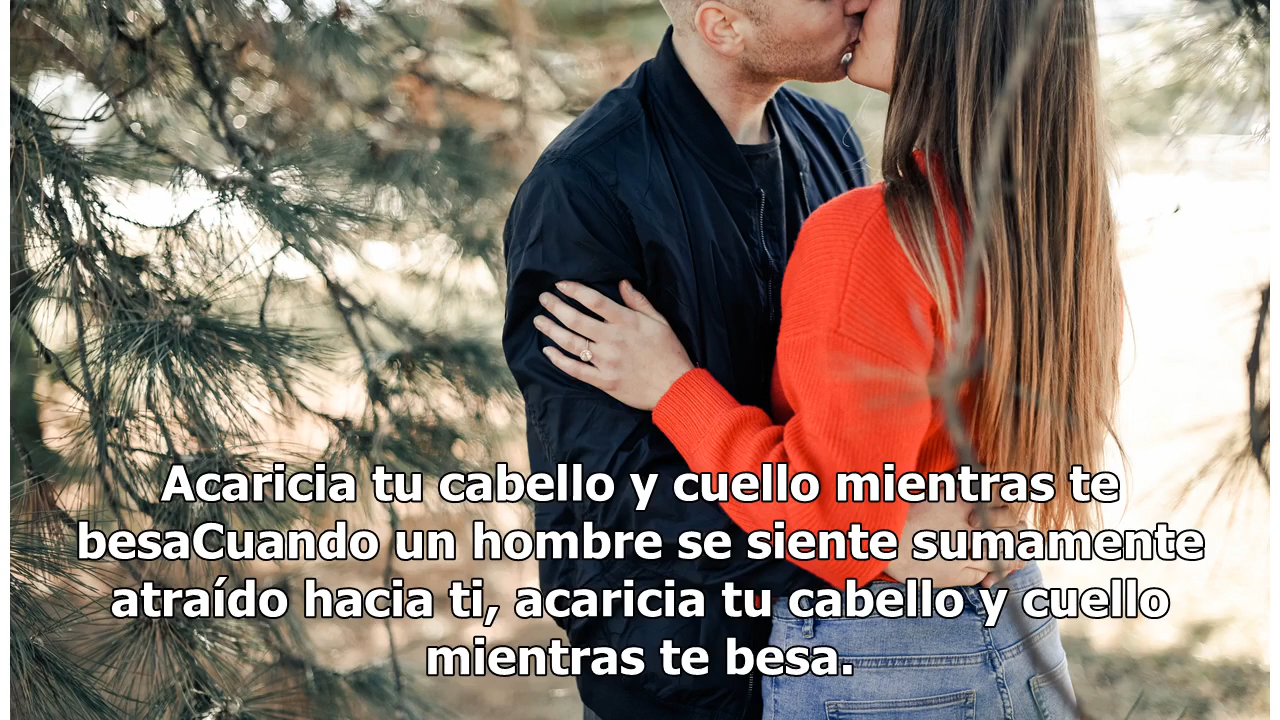 Acaricia tu cabello y cuello mientras te
besaCuando un hombre se siente sumamente
atraído hacia ti, acaricia tu cabello y cuello
mientras te besa.